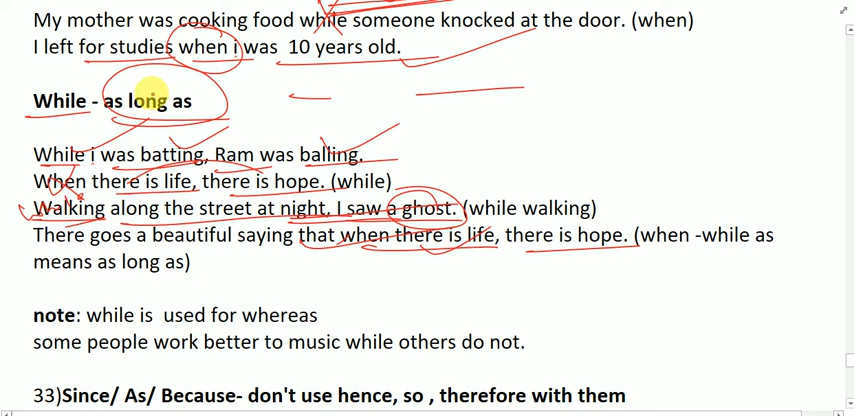 My mother was cooking food while someone knocked at the door. (when)
I left for studies when i was 10 years old.
While - as long as
While i was batting, Ram was balling.
When there is life, there is hope. (while)
Walking along the street at night, I saw a ghost. (while walking)
There goes a beautiful saying that when there is life, there is hope. (when -while as
means as long as)
note: while is used for whereas
some people work better to music while others do not.
33)Since/ As/ Because- don't use hence, so , therefore with them